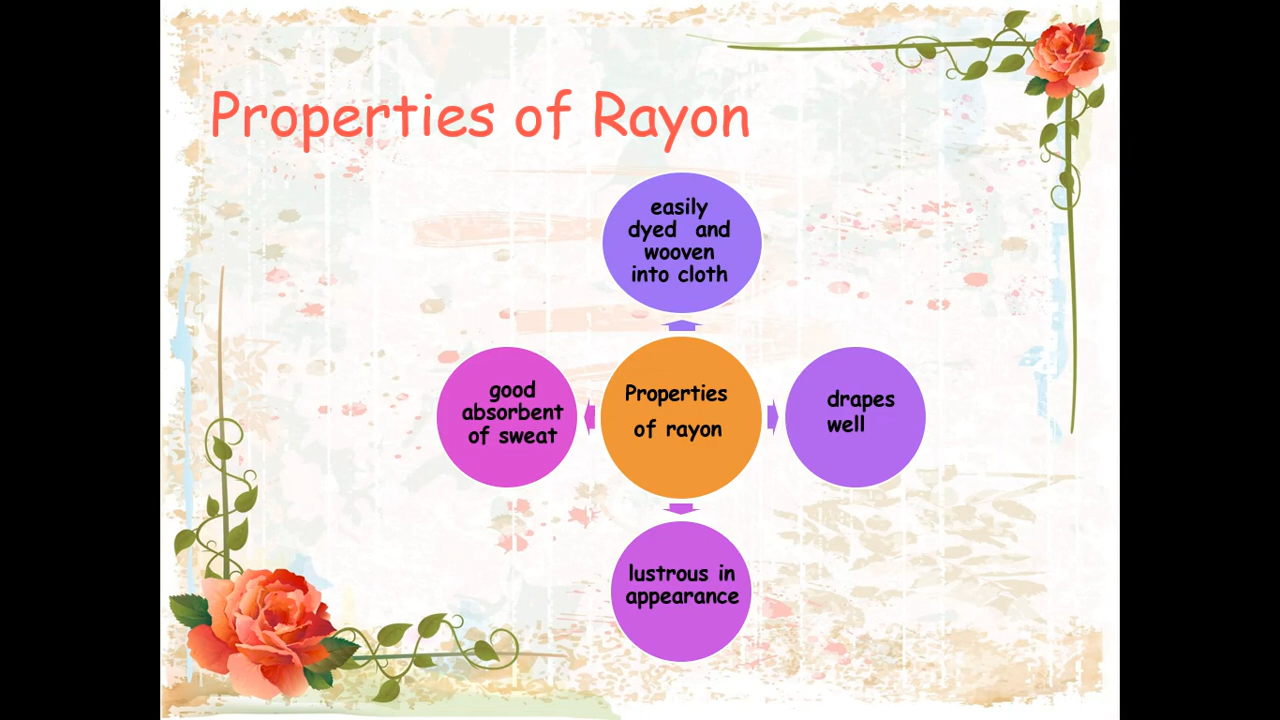 Properties of Rayon
easily
dyed and
wooven
into cloth
good
absorbent
of sweat
Properties
of rayon
drapes
well
lustrous in
appearance